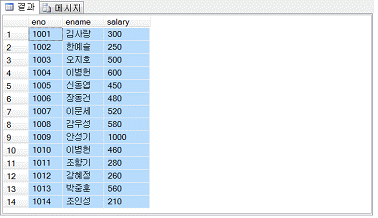 결과 메시지
eno ename salary
1 1001 김사랑 300
2 1002 한예슬 250
3 1003 오지호 500
4 1004 이병헌 600
5 1005 신동엽 450
6 1006 장동건 480
7 1007 이문세 520
8 1008 감우성 580
9 1009 안성기 1000
10 1010 이병헌 460
11 1011 조향기 280
12 1012 강혜정 260
13 1013 박중훈 560
14 1014 조인성 210